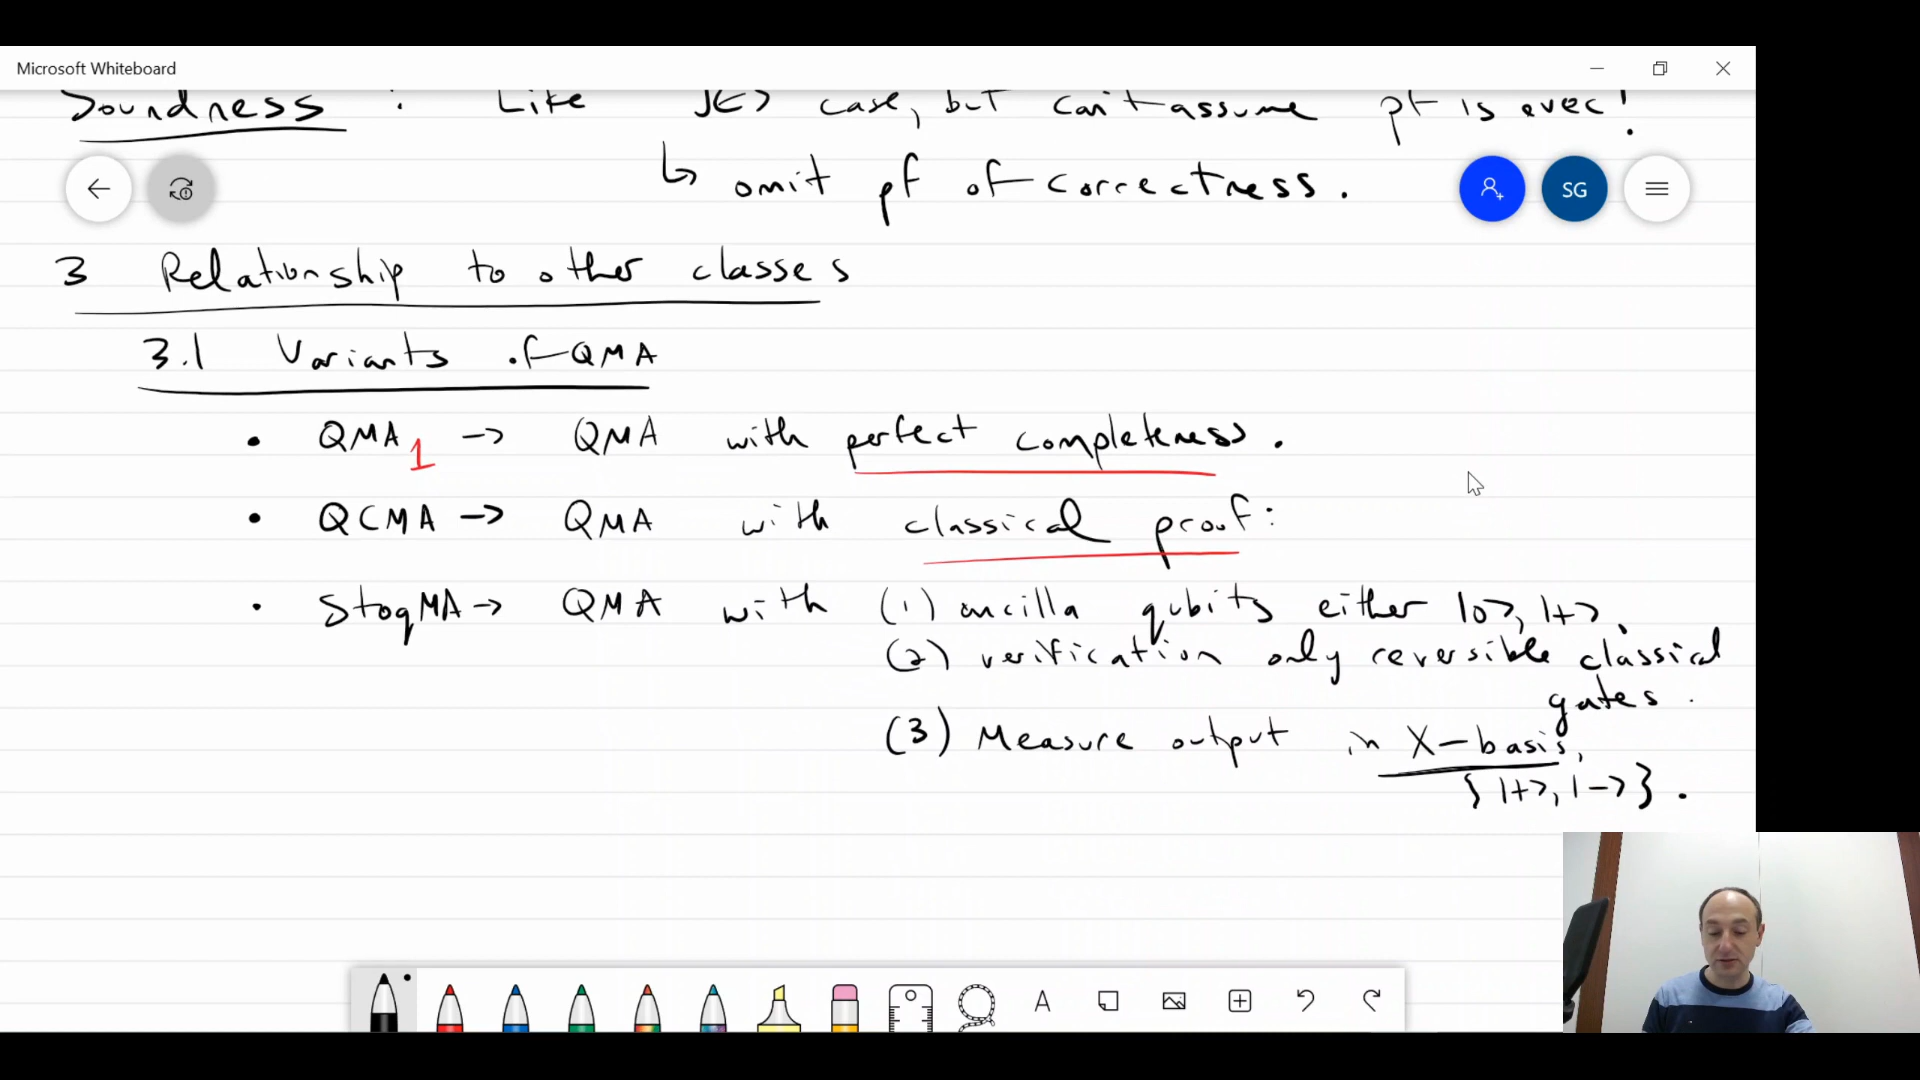 Microsoft Whiteboard
Soundness : Like YES case, but can't assume pf is evec!
↳ omit pf of correctness.
SG
3 Relationship to other classes
3.1 Variants of QMA
• QMA₁ → QMA with perfect completeness.
• QCMA → QMA with classical proof:
• StoqMA → QMA with (1) ancilla qubits either |0>, |+>,
(2) verification only reversible classical
gates.
(3) Measure output in X-basis,
{|+>, |->}.
A